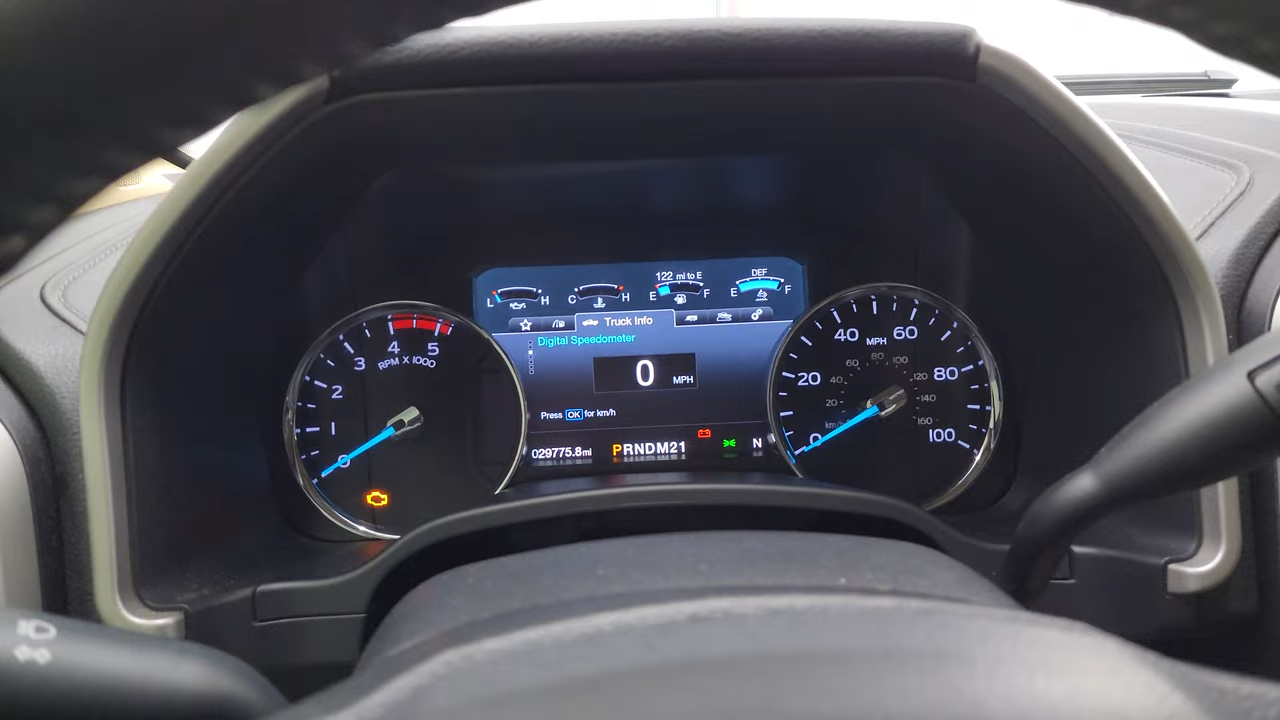 122 mi to E
DEF
L H
C H
E F
E F
Truck Info
Digital Speedometer
0 MPH
Press OK for km/h
029775.8mi
PRNDM21
N
0 1 2 3 4 5
RPM X 1000
0 20 40 60 80 100
MPH
20 40 60 80 100 120 140 160
km/h